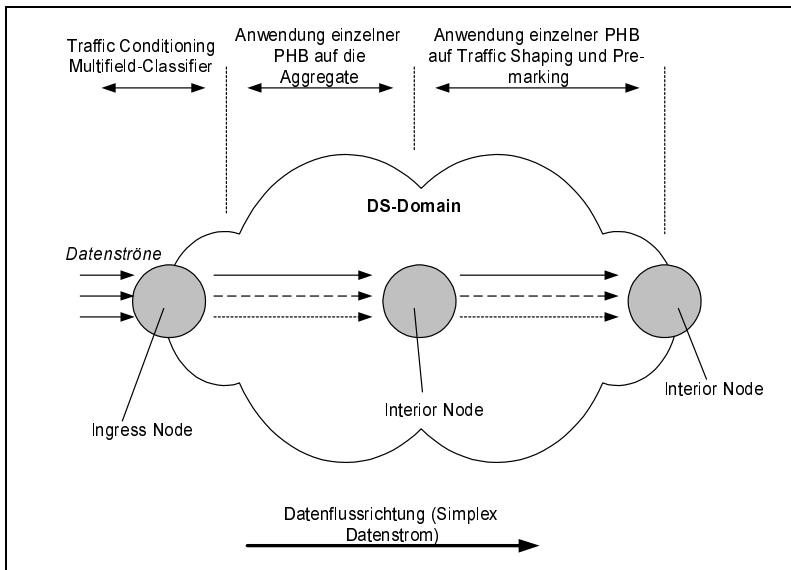 Traffic Conditioning
Multifield-Classifier
Anwendung einzelner
PHB auf die
Aggregate
Anwendung einzelner PHB
auf Traffic Shaping und Pre-
marking
DS-Domain
Datenströne
Ingress Node
Interior Node
Interior Node
Datenflussrichtung (Simplex
Datenstrom)